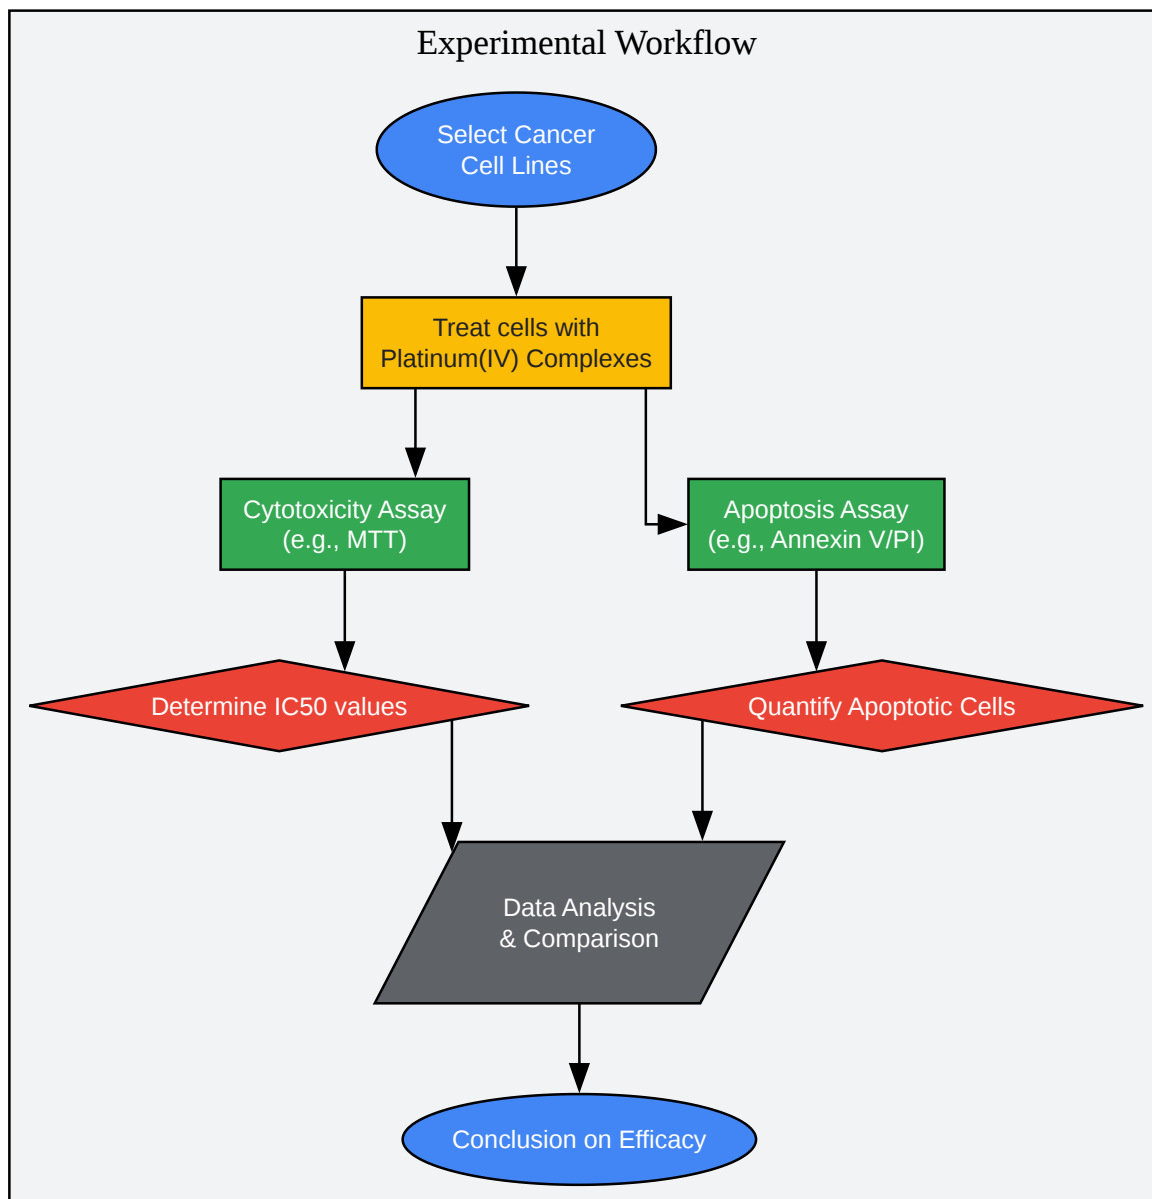 Experimental Workflow
Select Cancer
Cell Lines
Treat cells with
Platinum(IV) Complexes
Cytotoxicity Assay
(e.g., MTT)
Apoptosis Assay
(e.g., Annexin V/PI)
Determine IC50 values
Quantify Apoptotic Cells
Data Analysis
& Comparison
Conclusion on Efficacy